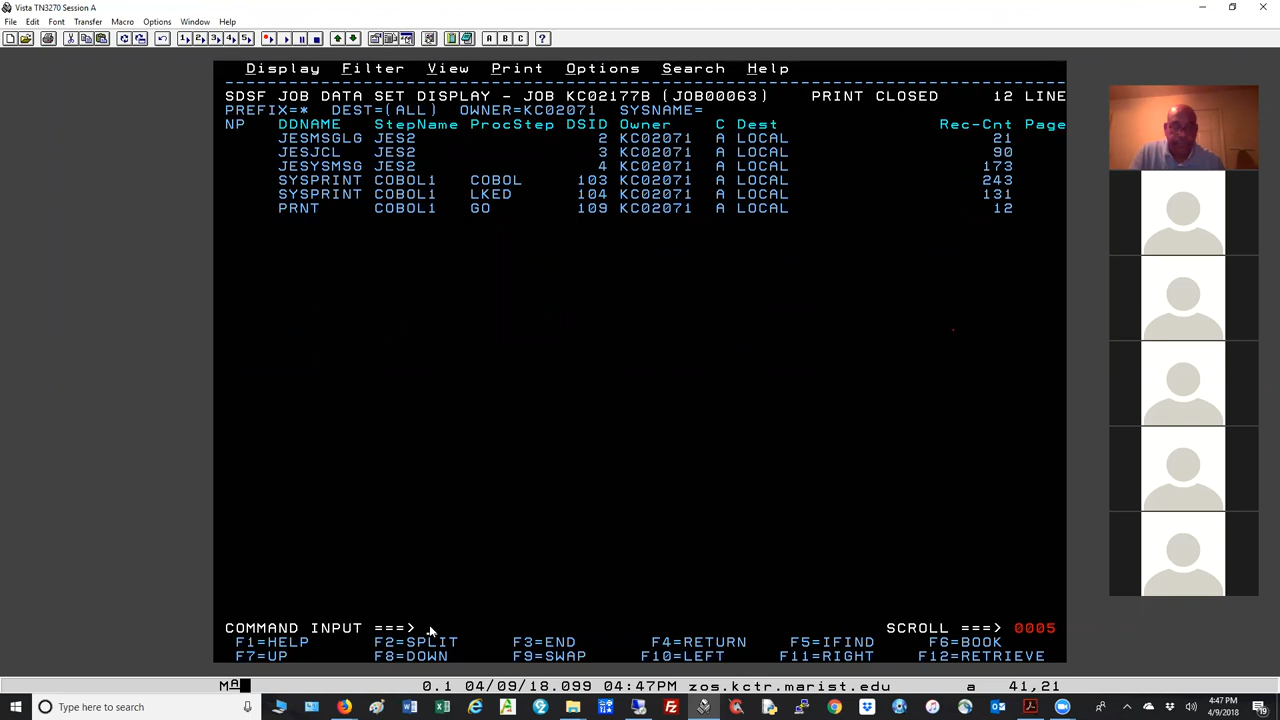 Vista TN3270 Session A
File Edit Font Transfer Macro Options Window Help
1 2 3 4 5 A B C ?
Display Filter View Print Options Search Help
SDSF JOB DATA SET DISPLAY - JOB KC02177B (JOB00063) PRINT CLOSED 12 LINE
PREFIX=* DEST=(ALL) OWNER=KC02071 SYSNAME=
NP DDNAME StepName ProcStep DSID Owner C Dest Rec-Cnt Page
JESMSGLG JES2 2 KC02071 A LOCAL 21
JESJCL JES2 3 KC02071 A LOCAL 90
JESYSMSG JES2 4 KC02071 A LOCAL 173
SYSPRINT COBOL1 COBOL 103 KC02071 A LOCAL 243
SYSPRINT COBOL1 LKED 104 KC02071 A LOCAL 131
PRNT COBOL1 GO 109 KC02071 A LOCAL 12
COMMAND INPUT ===> SCROLL ===> 0005
F1=HELP F2=SPLIT F3=END F4=RETURN F5=IFIND F6=BOOK
F7=UP F8=DOWN F9=SWAP F10=LEFT F11=RIGHT F12=RETRIEVE
MA 0.1 04/09/18.099 04:47PM zos.kctr.marist.edu a 41,21
Type here to search
4:47 PM
4/9/2018